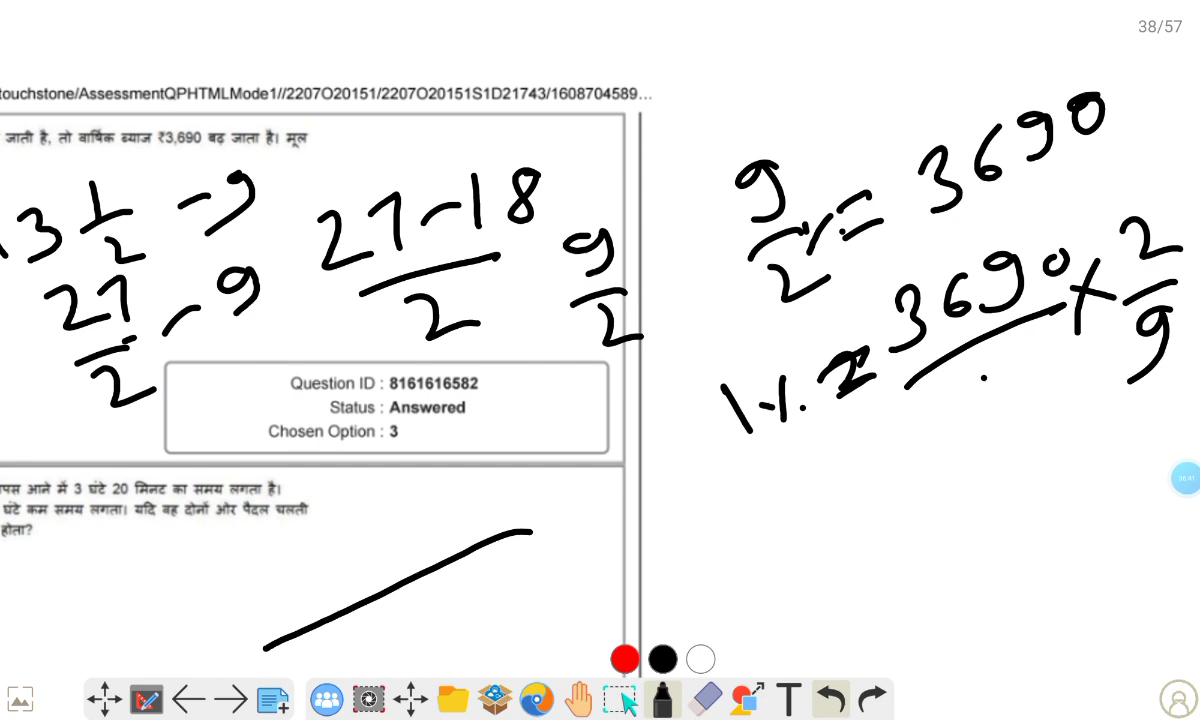 38/57
touchstone/AssessmentQPHTMLMode1//2207O20151/2207O20151S1D21743/1608704589...
जाती है, तो वार्षिक ब्याज ₹3,690 बढ़ जाता है। मूल
13 1/2 - 9
27/2 - 9
27-18/2
9/2
9/2 % = 3690
1% = 3690 × 2/9
Question ID : 8161616582
Status : Answered
Chosen Option : 3
पस आने में 3 घंटे 20 मिनट का समय लगता है।
घंटे कम समय लगता। यदि वह दोनों ओर पैदल चलती
होता?
T